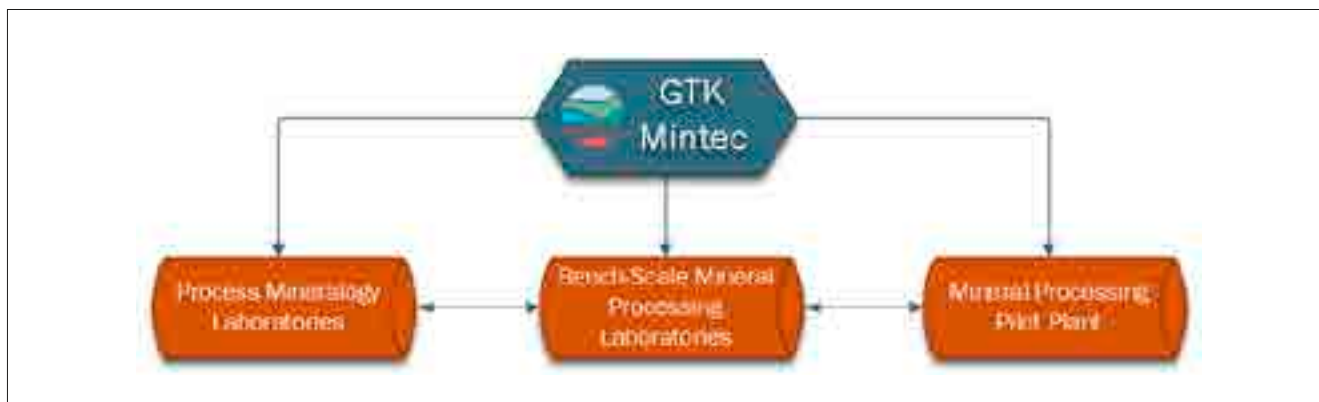 GTK
Mintec
Process Mineralogy
Laboratories
Bench-Scale Mineral
Processing
Laboratories
Mineral Processing
Pilot Plant